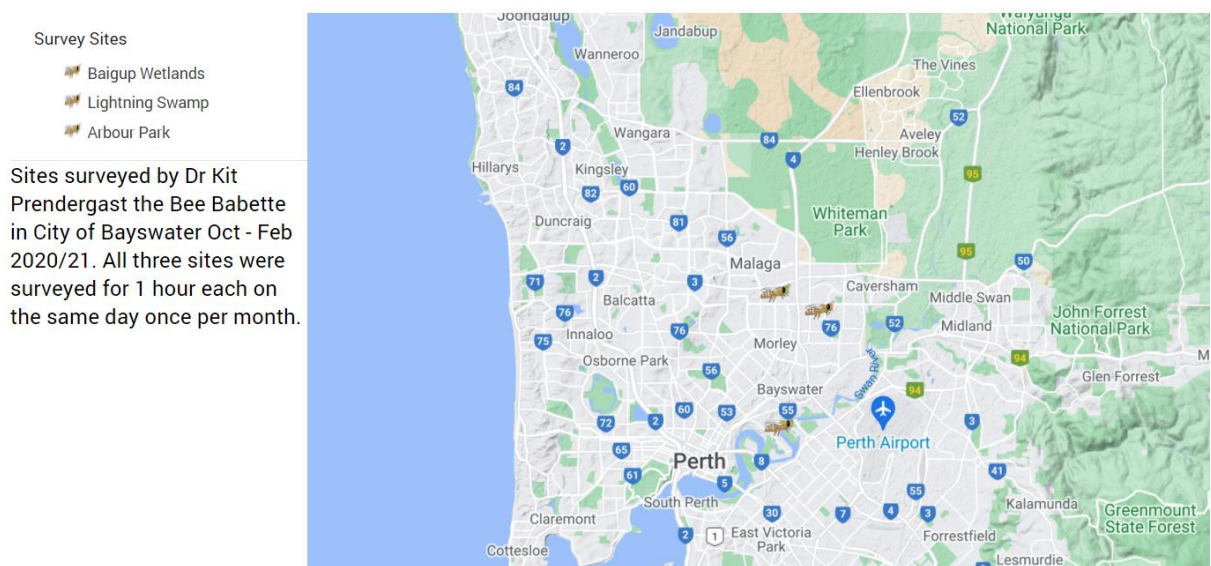 Survey Sites
Baigup Wetlands
Lightning Swamp
Arbour Park
Sites surveyed by Dr Kit
Prendergast the Bee Babette
in City of Bayswater Oct - Feb
2020/21. All three sites were
surveyed for 1 hour each on
the same day once per month.
Joondalup
Wanneroo
Jandabup
Walyunga
National Park
The Vines
Ellenbrook
84
52
Wangara
84
Aveley
2
4
Henley Brook
Hillarys
Kingsley
60
95
82
Duncraig
81
56
Whiteman
Park
Malaga
95
50
71
2
3
Caversham
Middle Swan
Balcatta
76
76
76
52
Midland
John Forrest
National Park
75
Innaloo
Morley
Osborne Park
Swan River
94
M
56
Glen Forrest
Bayswater
94
60
53
55
72
2
3
Perth Airport
65
Perth
8
61
5
41
55
South Perth
Kalamunda
Claremont
30
7
4
3
Greenmount
State Forest
2
1
East Victoria
Park
Forrestfield
Cottesloe
Lesmurdie